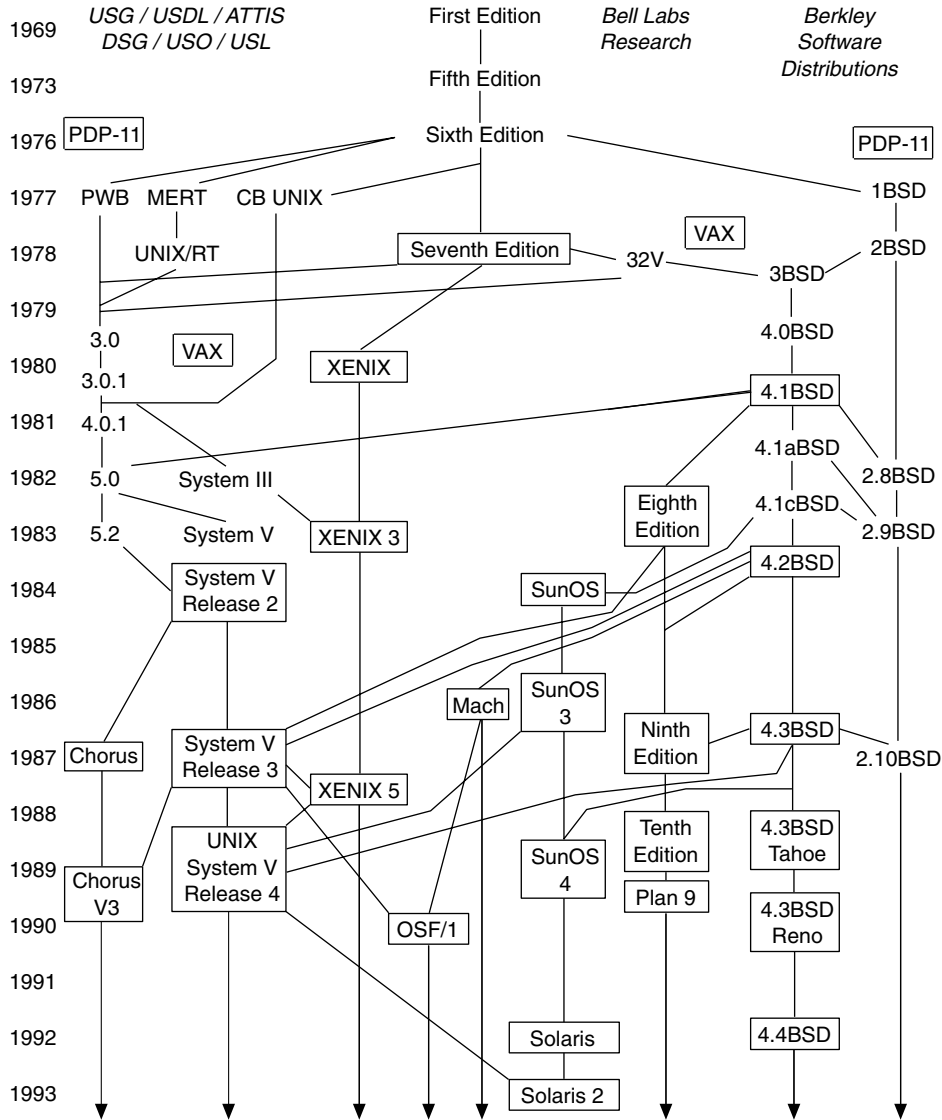 1969
USG / USDL / ATTIS
DSG / USO / USL
First Edition
Bell Labs
Research
Berkley
Software
Distributions
1973
Fifth Edition
1976
PDP-11
Sixth Edition
PDP-11
1977
PWB
MERT
CB UNIX
1BSD
1978
UNIX/RT
Seventh Edition
32V
VAX
3BSD
2BSD
1979
3.0
VAX
4.0BSD
1980
3.0.1
XENIX
4.1BSD
1981
4.0.1
4.1aBSD
1982
5.0
System III
Eighth
Edition
4.1cBSD
2.8BSD
1983
5.2
System V
XENIX 3
2.9BSD
4.2BSD
1984
System V
Release 2
SunOS
1985
1986
Mach
SunOS
3
Ninth
Edition
4.3BSD
1987
Chorus
System V
Release 3
XENIX 5
2.10BSD
1988
UNIX
System V
Release 4
Tenth
Edition
4.3BSD
Tahoe
1989
Chorus
V3
SunOS
4
Plan 9
4.3BSD
Reno
1990
OSF/1
1991
1992
Solaris
4.4BSD
1993
Solaris 2